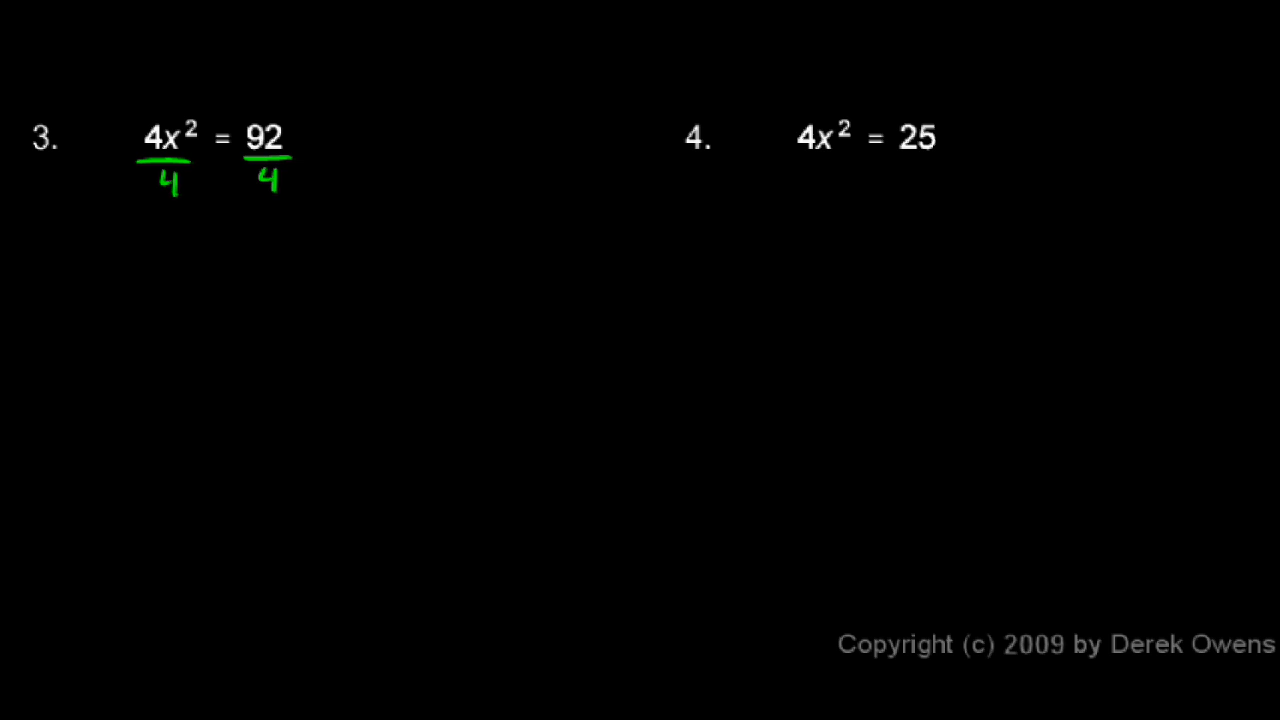 3. 4x² = 92 4. 4x² = 25
4 4
Copyright (c) 2009 by Derek Owens